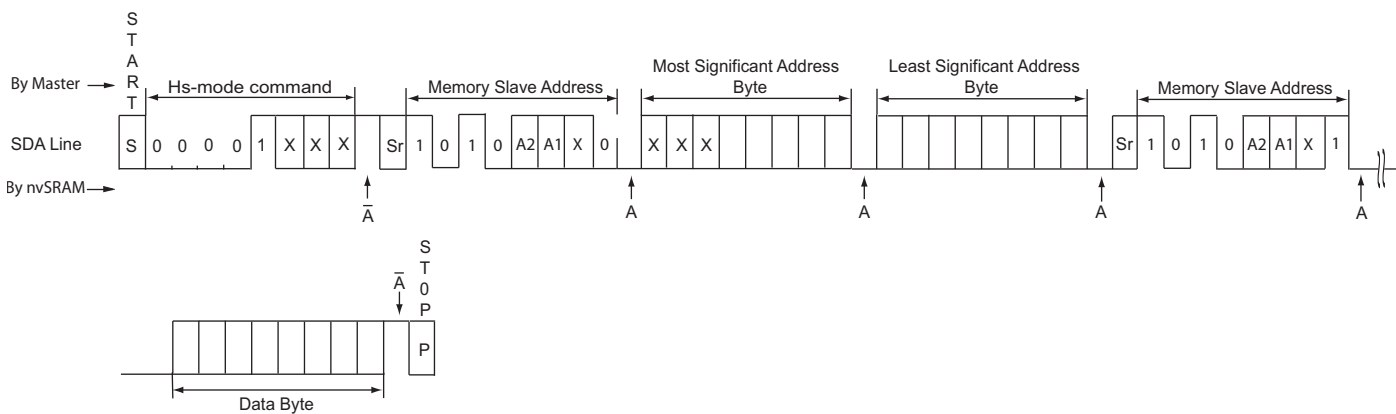 START
Most Significant Address Byte
Least Significant Address Byte
By Master
Hs-mode command
Memory Slave Address
Memory Slave Address
SDA Line
S 0 0 0 0 1 X X X Sr 1 0 1 0 A2 A1 X 0 X X X Sr 1 0 1 0 A2 A1 X 1
By nvSRAM
A̅ A A A A
ST0P
A̅
P
Data Byte